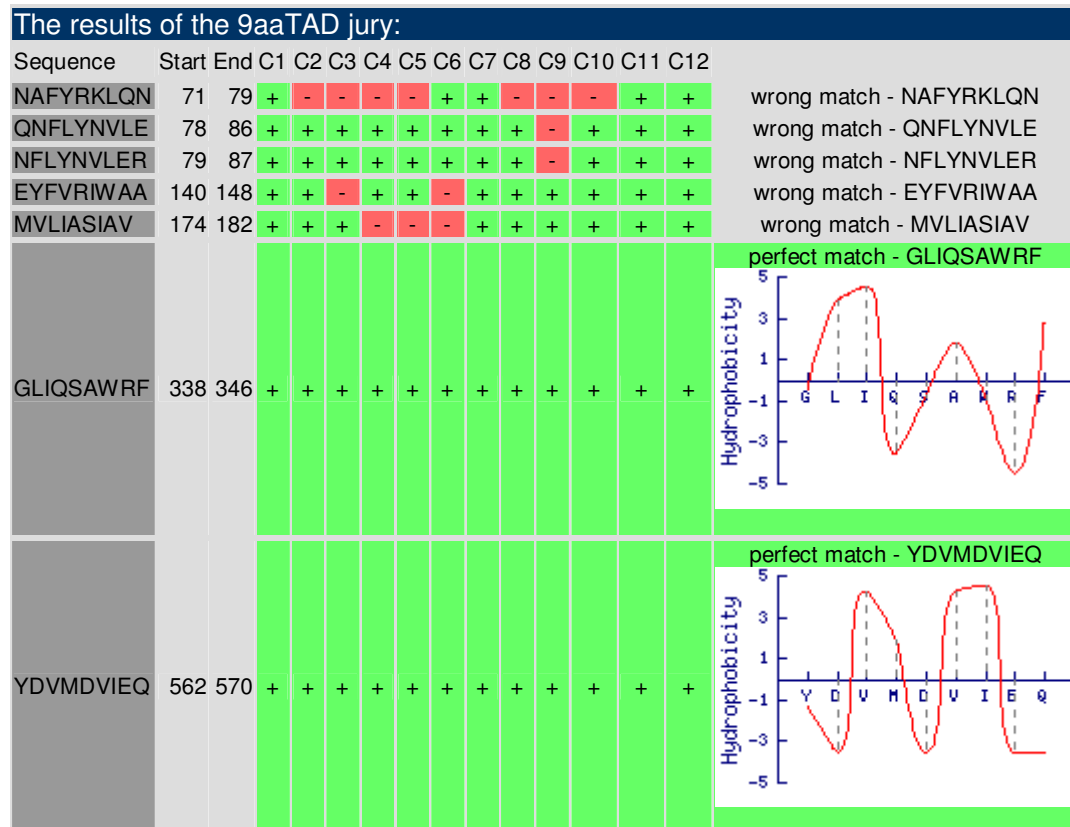 The results of the 9aaTAD jury:
Sequence Start End C1 C2 C3 C4 C5 C6 C7 C8 C9 C10 C11 C12
NAFYRKLQN 71 79 + - - - - + + - - - + + wrong match - NAFYRKLQN
QNFLYNVLE 78 86 + + + + + + + + - + + + wrong match - QNFLYNVLE
NFLYNVLER 79 87 + + + + + + + + - + + + wrong match - NFLYNVLER
EYFVRIWAA 140 148 + + - + + - + + + + + + wrong match - EYFVRIWAA
MVLIASIAV 174 182 + + + - - - + + + + + + wrong match - MVLIASIAV
perfect match - GLIQSAWRF
GLIQSAWRF 338 346 + + + + + + + + + + + +
Hydrophobicity
5
3
1
-1
-3
-5
G L I Q S A W R F
perfect match - YDVMDVIEQ
YDVMDVIEQ 562 570 + + + + + + + + + + + +
Hydrophobicity
5
3
1
-1
-3
-5
Y D V M D V I E Q